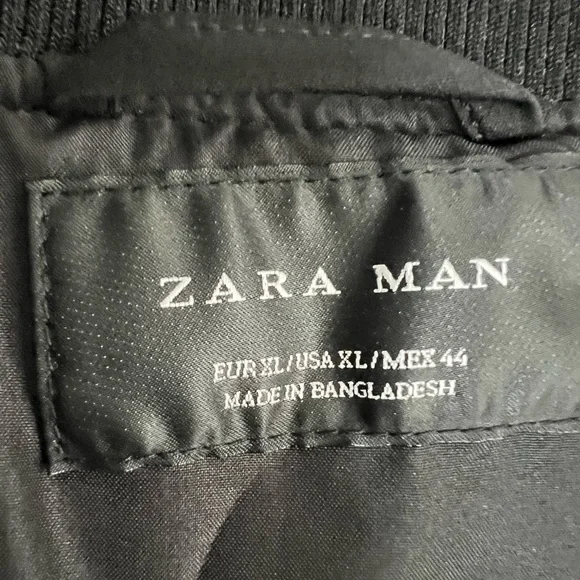 ZARA MAN
EUR XL/USA XL/MEX 44
MADE IN BANGLADESH